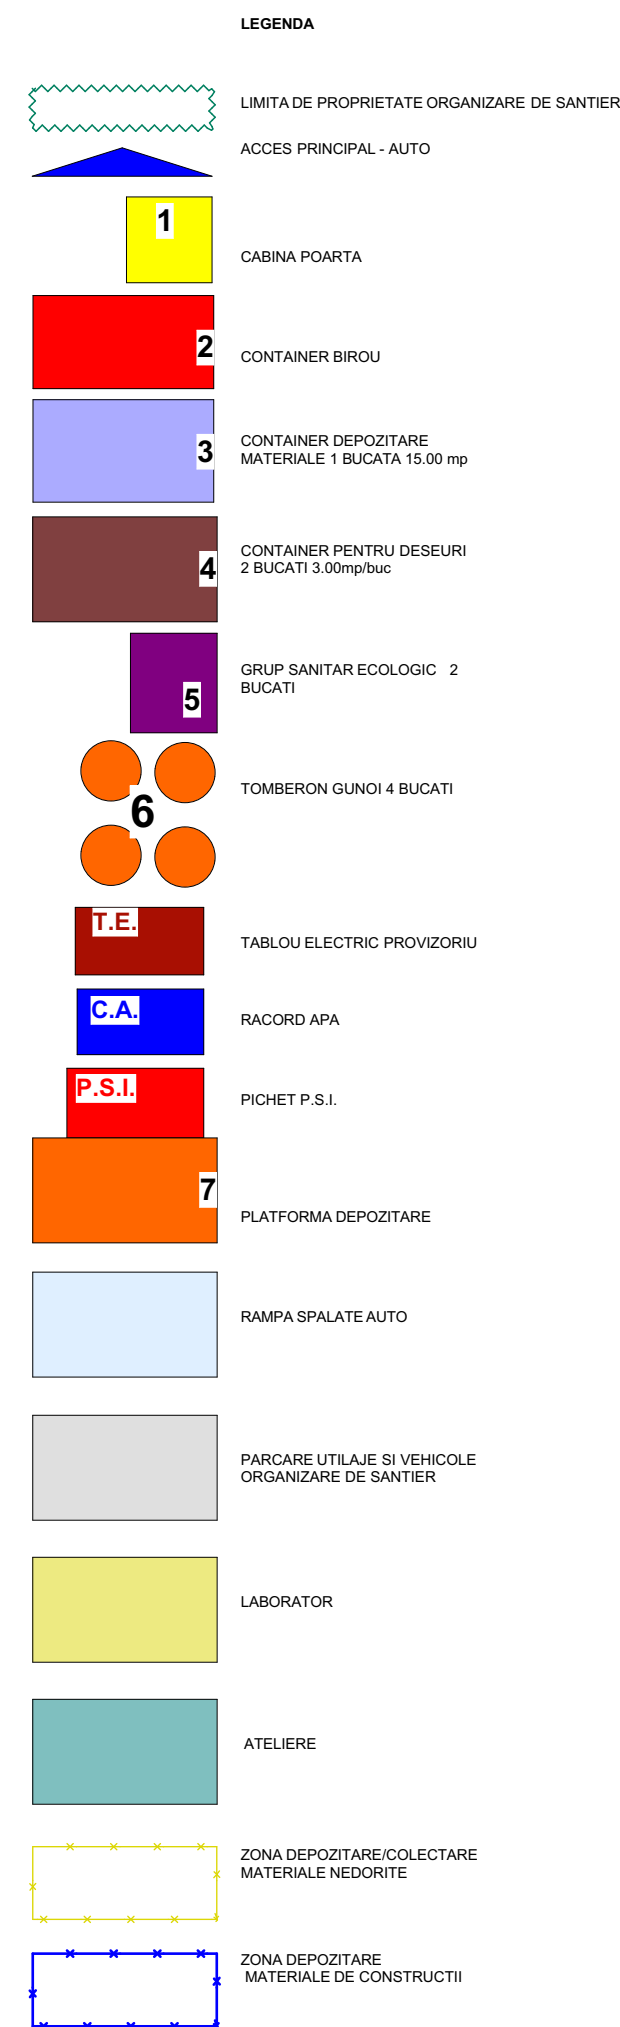 LEGENDA
LIMITA DE PROPRIETATE ORGANIZARE DE SANTIER
ACCES PRINCIPAL - AUTO
1
CABINA POARTA
2
CONTAINER BIROU
3
CONTAINER DEPOZITARE
MATERIALE 1 BUCATA 15.00 mp
4
CONTAINER PENTRU DESEURI
2 BUCATI 3.00mp/buc
5
GRUP SANITAR ECOLOGIC 2
BUCATI
6
TOMBERON GUNOI 4 BUCATI
T.E.
TABLOU ELECTRIC PROVIZORIU
C.A.
RACORD APA
P.S.I.
PICHET P.S.I.
7
PLATFORMA DEPOZITARE
RAMPA SPALATE AUTO
PARCARE UTILAJE SI VEHICOLE
ORGANIZARE DE SANTIER
LABORATOR
ATELIERE
ZONA DEPOZITARE/COLECTARE
MATERIALE NEDORITE
ZONA DEPOZITARE
MATERIALE DE CONSTRUCTII